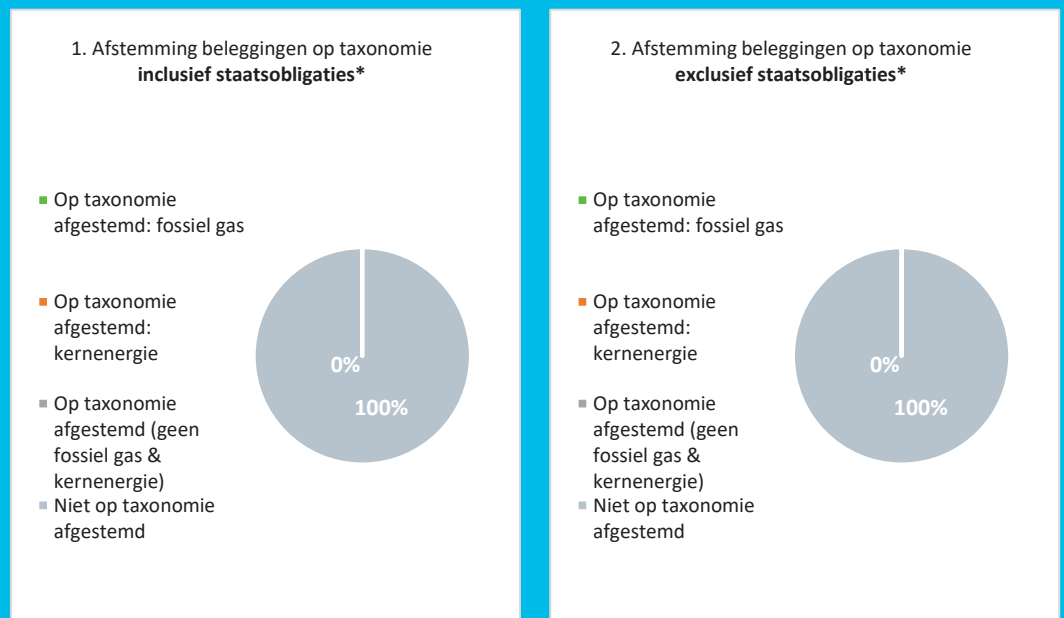 1. Afstemming beleggingen op taxonomie
inclusief staatsobligaties*
Op taxonomie
afgestemd: fossiel gas
Op taxonomie
afgestemd:
kernenergie
Op taxonomie
afgestemd (geen
fossiel gas &
kernenergie)
Niet op taxonomie
afgestemd
0%
100%
2. Afstemming beleggingen op taxonomie
exclusief staatsobligaties*
Op taxonomie
afgestemd: fossiel gas
Op taxonomie
afgestemd:
kernenergie
Op taxonomie
afgestemd (geen
fossiel gas &
kernenergie)
Niet op taxonomie
afgestemd
0%
100%